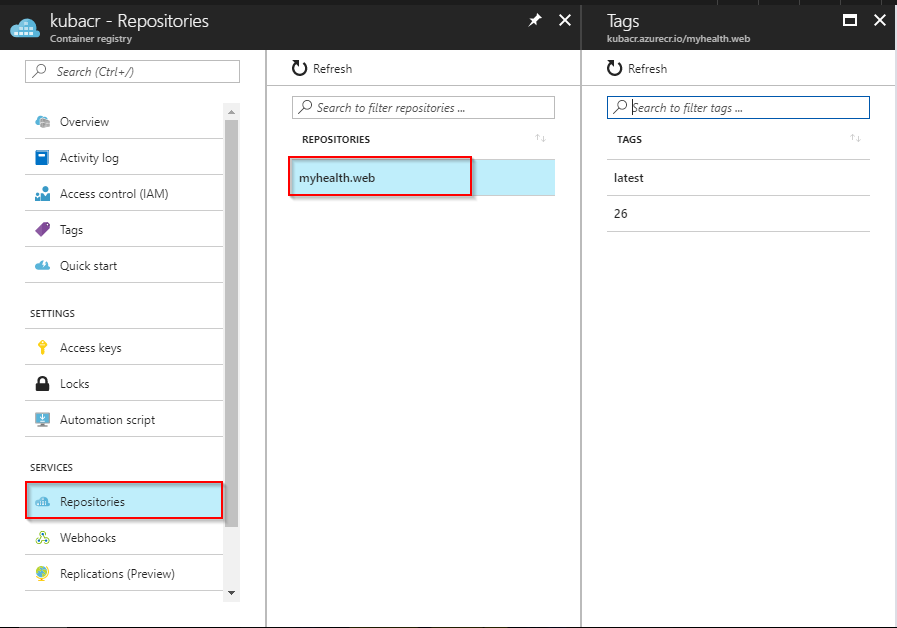 kubacr - Repositories
Container registry
Search (Ctrl+/)
Overview
Activity log
Access control (IAM)
Tags
Quick start
SETTINGS
Access keys
Locks
Automation script
SERVICES
Repositories
Webhooks
Replications (Preview)
Refresh
Search to filter repositories ...
REPOSITORIES
myhealth.web
Tags
kubacr.azurecr.io/myhealth.web
Refresh
Search to filter tags ...
TAGS
latest
26